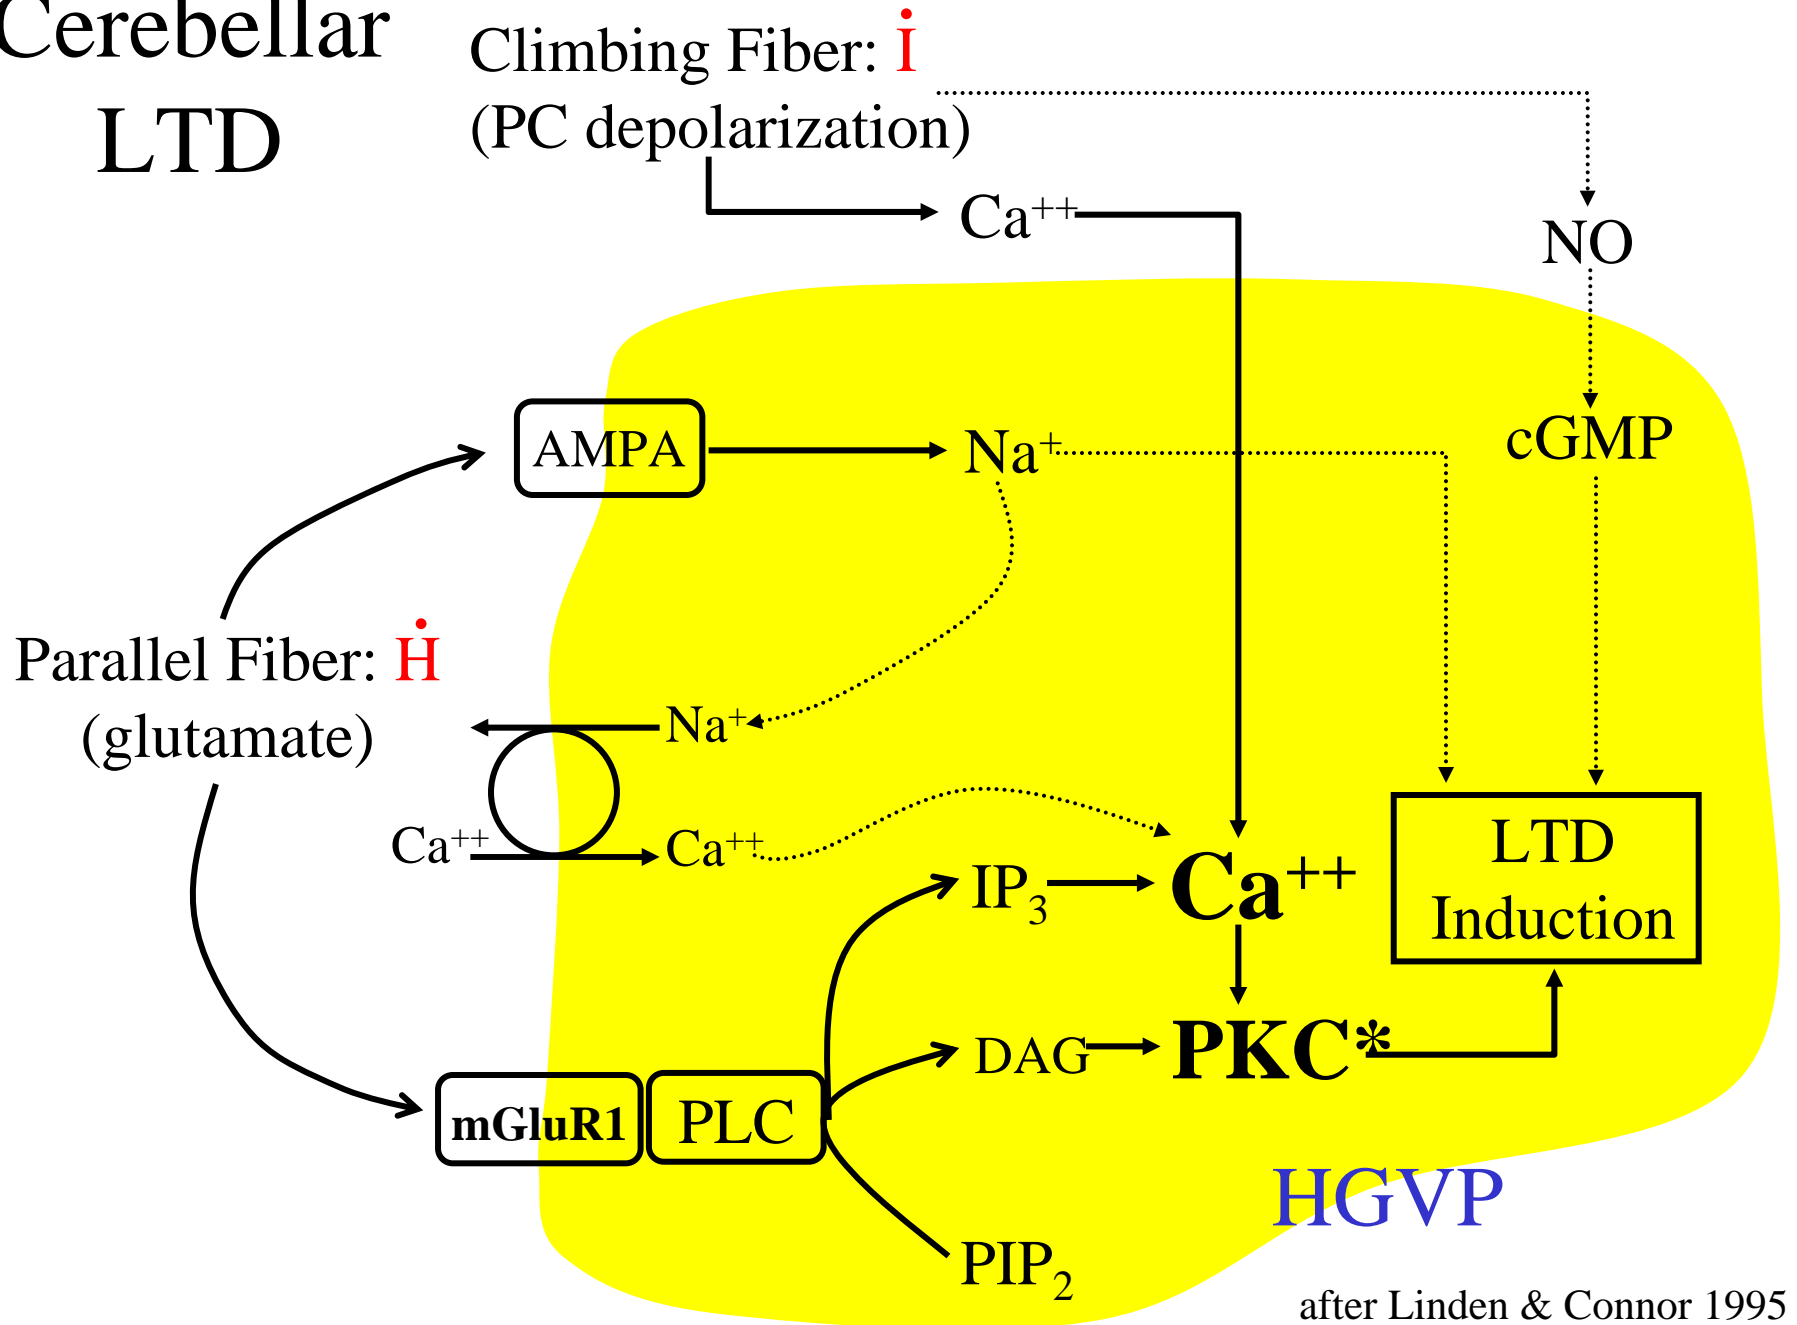 Cerebellar
LTD
Climbing Fiber: İ
(PC depolarization)
Ca⁺⁺
NO
AMPA
Na⁺
cGMP
Parallel Fiber: Ḣ
(glutamate)
Na⁺
Ca⁺⁺
Ca⁺⁺
IP₃
Ca⁺⁺
LTD
Induction
DAG
PKC*
mGluR1
PLC
HGVP
PIP₂
after Linden & Connor 1995